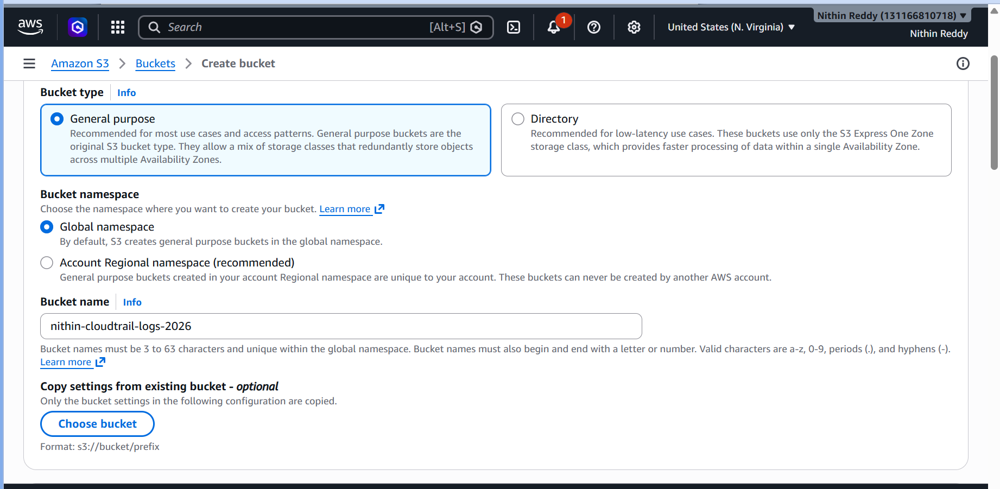 aws
Search
[Alt+S]
1
United States (N. Virginia)
Nithin Reddy (131166810718)
Nithin Reddy
Amazon S3
Buckets
Create bucket
Bucket type
Info
General purpose
Recommended for most use cases and access patterns. General purpose buckets are the
original S3 bucket type. They allow a mix of storage classes that redundantly store objects
across multiple Availability Zones.
Directory
Recommended for low-latency use cases. These buckets use only the S3 Express One Zone
storage class, which provides faster processing of data within a single Availability Zone.
Bucket namespace
Choose the namespace where you want to create your bucket. Learn more
Global namespace
By default, S3 creates general purpose buckets in the global namespace.
Account Regional namespace (recommended)
General purpose buckets created in your account Regional namespace are unique to your account. These buckets can never be created by another AWS account.
Bucket name
Info
nithin-cloudtrail-logs-2026
Bucket names must be 3 to 63 characters and unique within the global namespace. Bucket names must also begin and end with a letter or number. Valid characters are a-z, 0-9, periods (.), and hyphens (-).
Learn more
Copy settings from existing bucket - optional
Only the bucket settings in the following configuration are copied.
Choose bucket
Format: s3://bucket/prefix